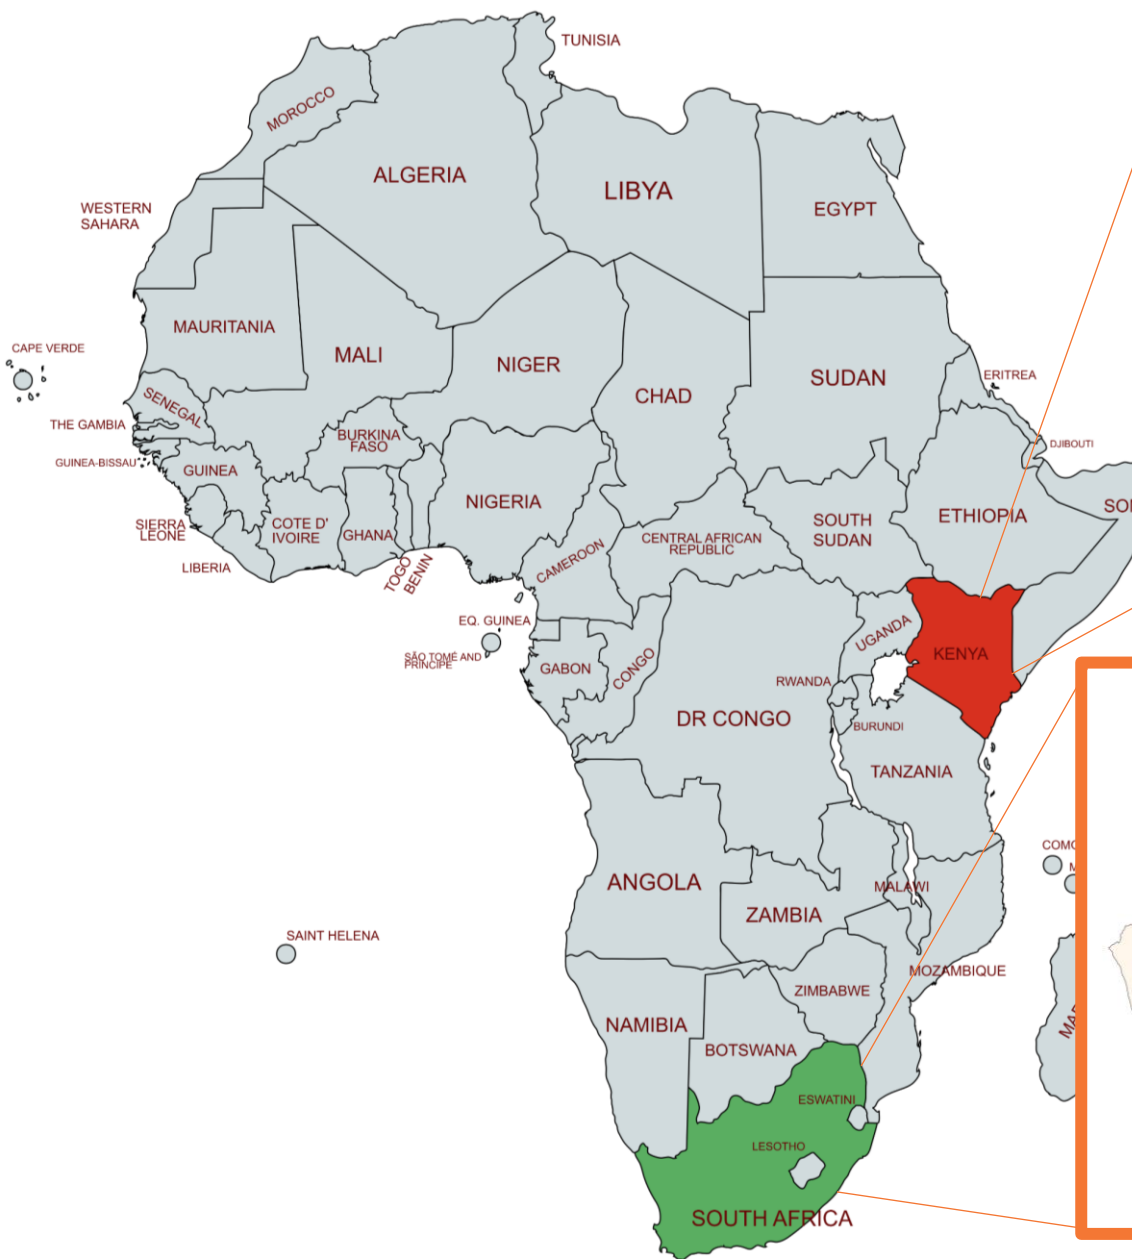 TUNISIA
MOROCCO
ALGERIA
LIBYA
EGYPT
WESTERN
SAHARA
MAURITANIA
MALI
NIGER
CHAD
SUDAN
ERITREA
CAPE VERDE
SENEGAL
THE GAMBIA
BURKINA
FASO
DJIBOUTI
GUINEA-BISSAU
GUINEA
NIGERIA
SOUTH
SUDAN
ETHIOPIA
SIERRA
LEONE
COTE D'
IVOIRE
GHANA
CENTRAL AFRICAN
REPUBLIC
LIBERIA
TOGO
BENIN
CAMEROON
EQ. GUINEA
UGANDA
KENYA
SÃO TOMÉ AND
PRINCIPE
GABON
CONGO
RWANDA
DR CONGO
BURUNDI
TANZANIA
ANGOLA
MALAWI
ZAMBIA
SAINT HELENA
MOZAMBIQUE
ZIMBABWE
NAMIBIA
BOTSWANA
ESWATINI
LESOTHO
SOUTH AFRICA